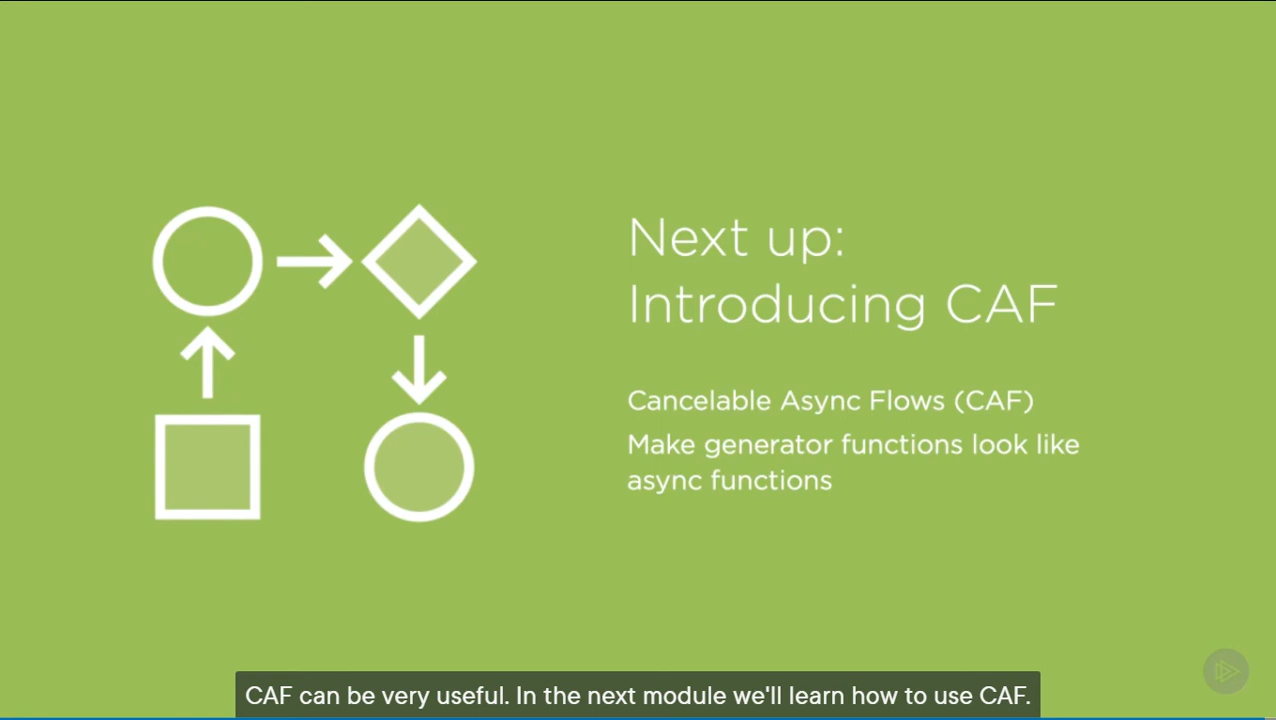 Next up:
Introducing CAF
Cancelable Async Flows (CAF)
Make generator functions look like
async functions
CAF can be very useful. In the next module we'll learn how to use CAF.